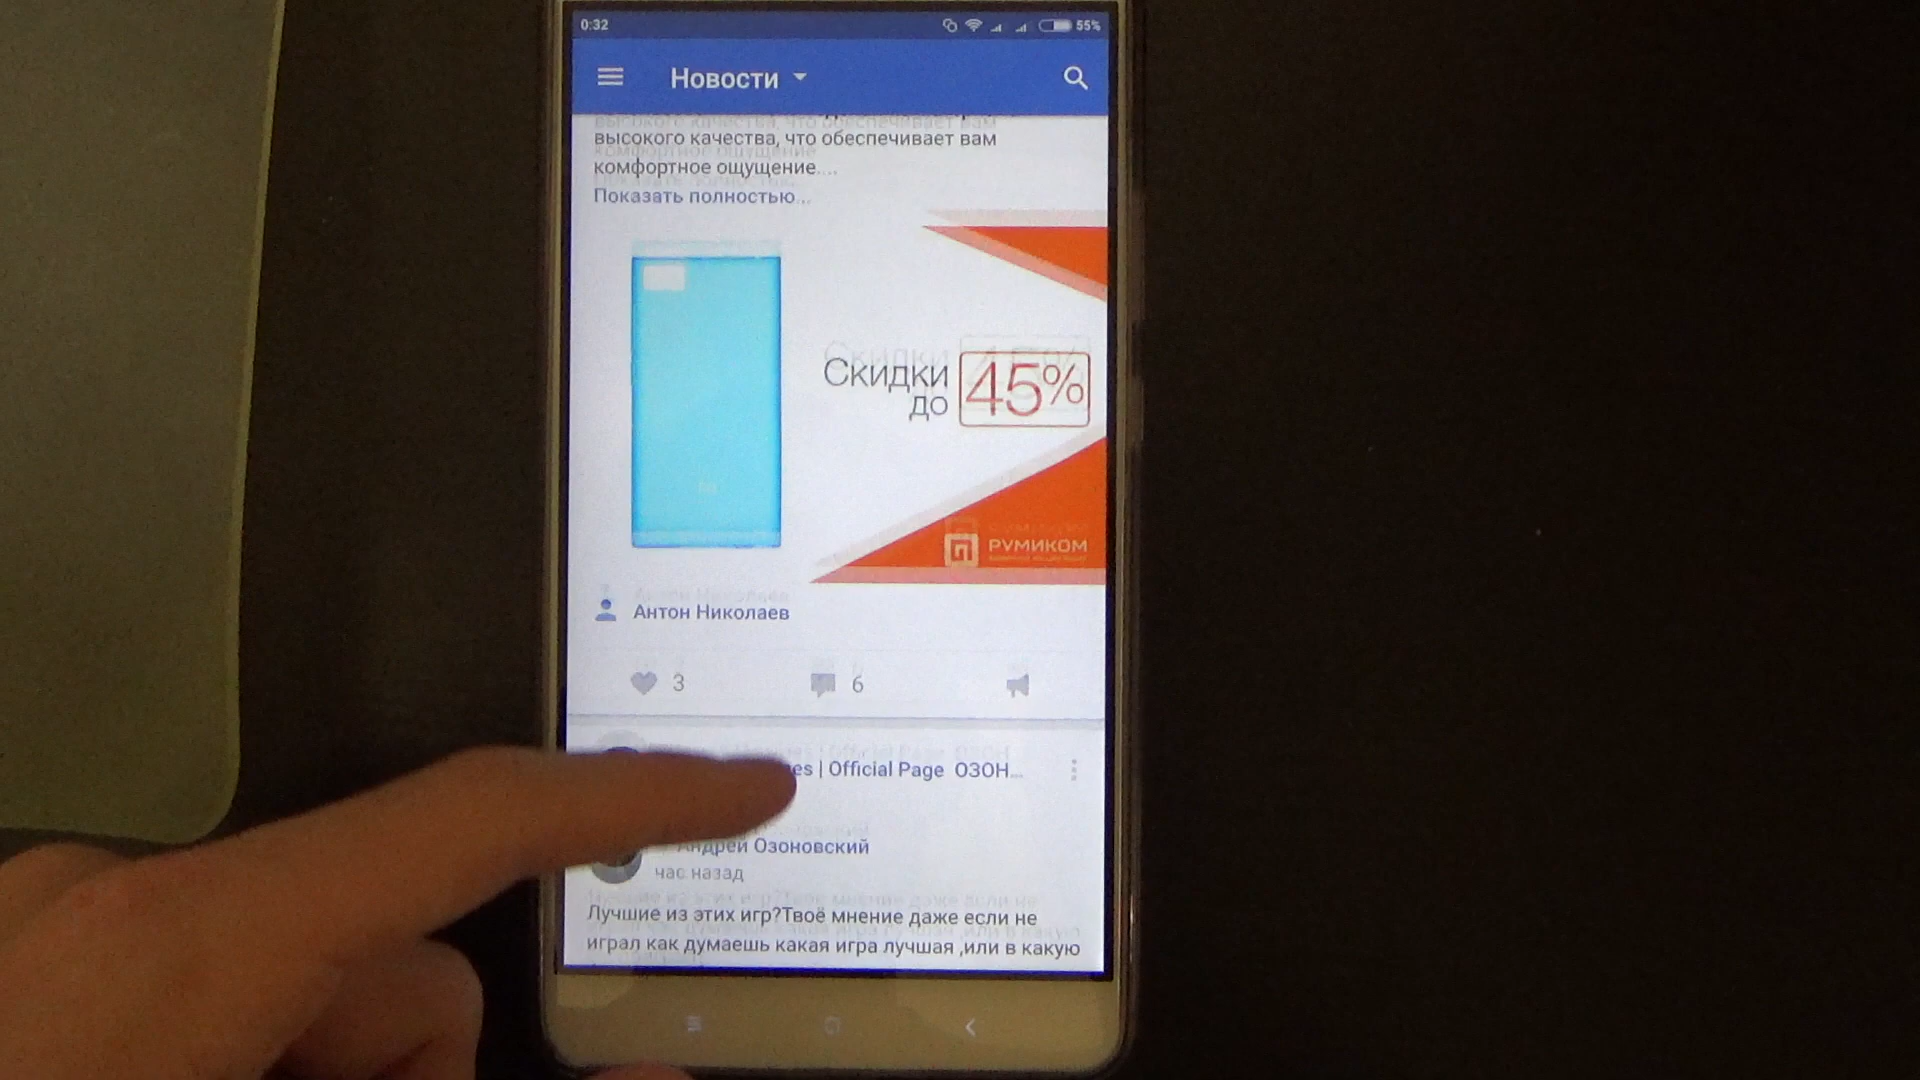 0:32
55%
Новости
высокого качества, что обеспечивает вам
комфортное ощущение...
Показать полностью...
Скидки
до
45%
РУМИКОМ
Антон Николаев
3
6
es | Official Page ОЗОН...
Андрей Озоновский
час назад
Лучшие из этих игр?Твоё мнение даже если не
играл как думаешь какая игра лучшая ,или в какую